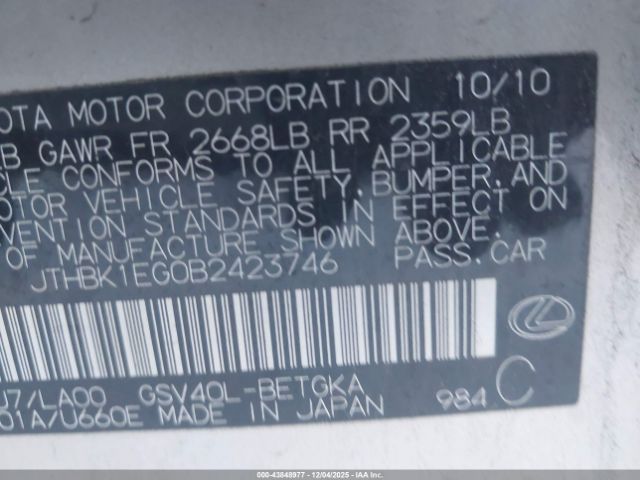 OTA MOTOR CORPORATION 10/10
B GAWR FR 2668LB RR 2359LB
CLE CONFORMS TO ALL APPLICABLE
OTOR VEHICLE SAFETY, BUMPER, AND
VENTION STANDARDS IN EFFECT ON
OF MANUFACTURE SHOWN ABOVE.
JTHBK1EG0B2423746 PASS. CAR
J7/LA00 GSV40L-BETGKA
01A/U660E MADE IN JAPAN 984 C
000-43848977 - 12/04/2025 - IAAI.COM